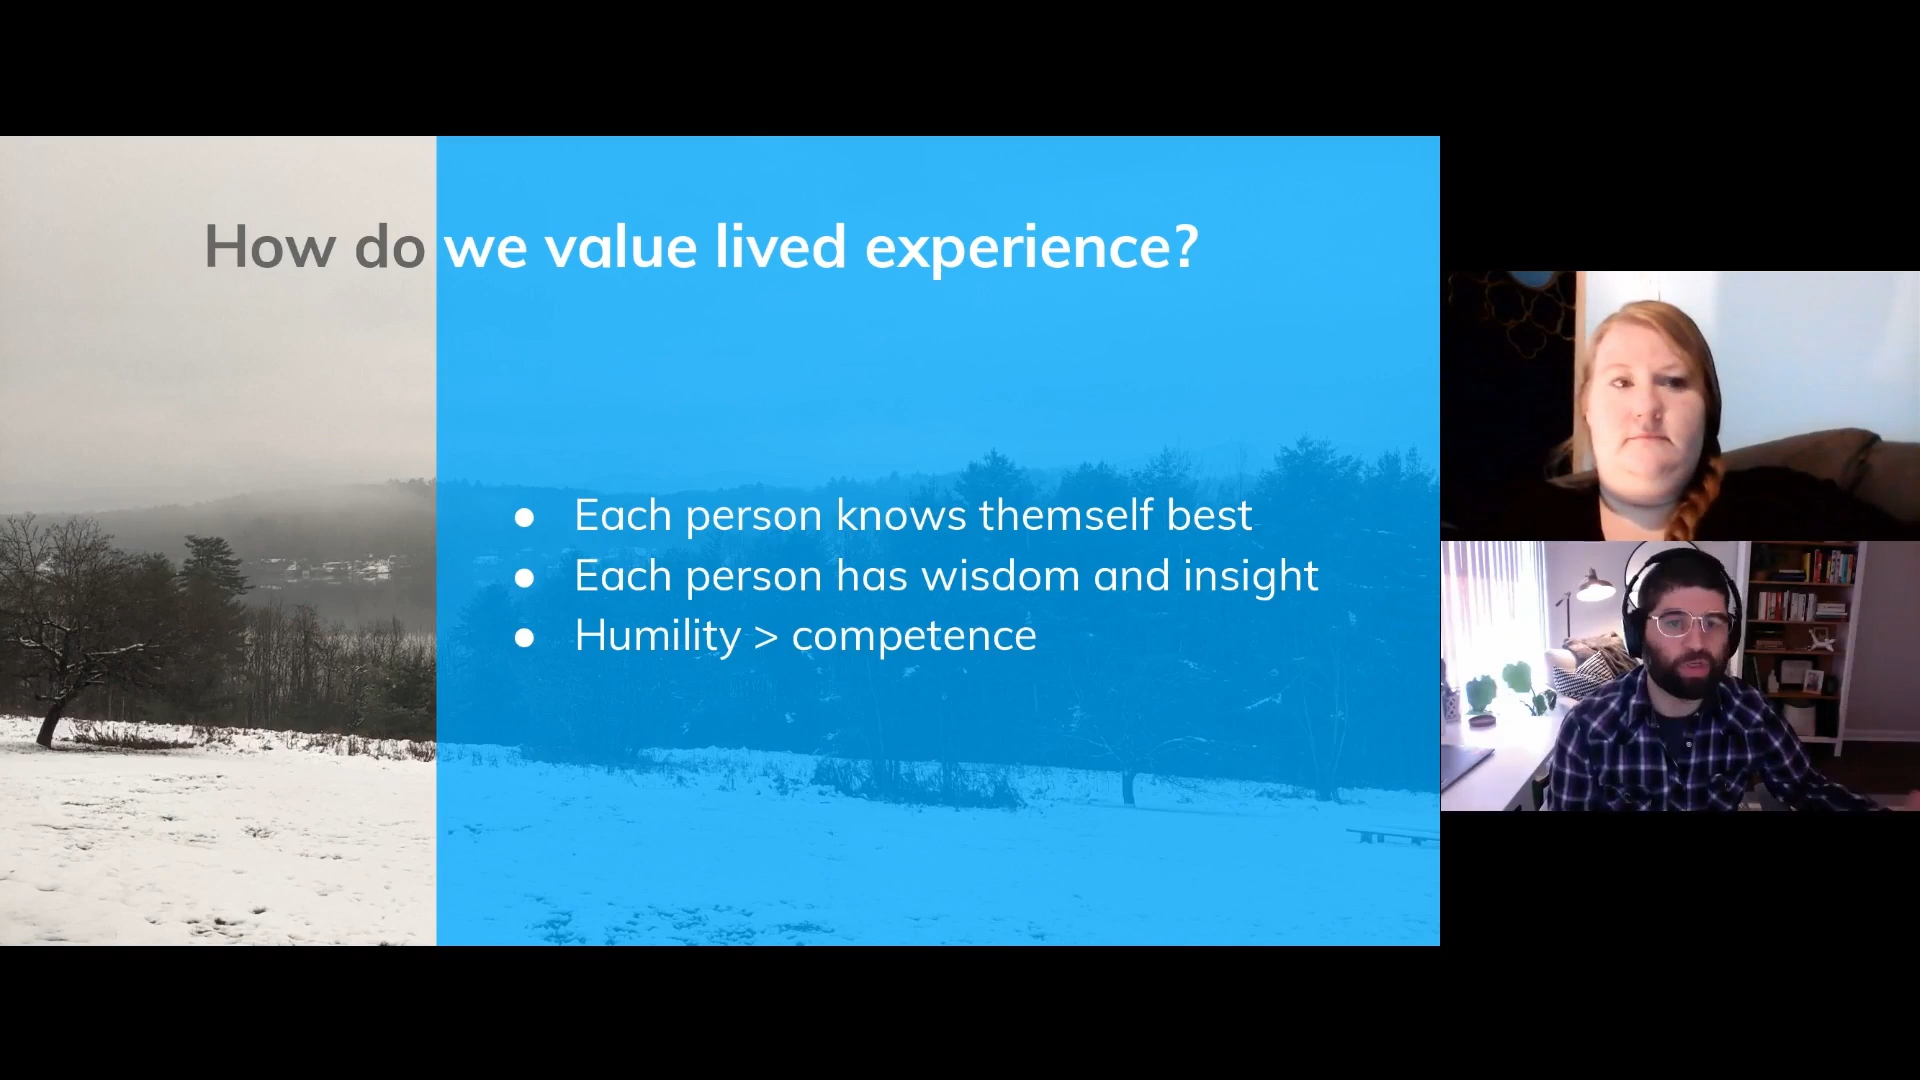 How do we value lived experience?
● Each person knows themself best
● Each person has wisdom and insight
● Humility > competence